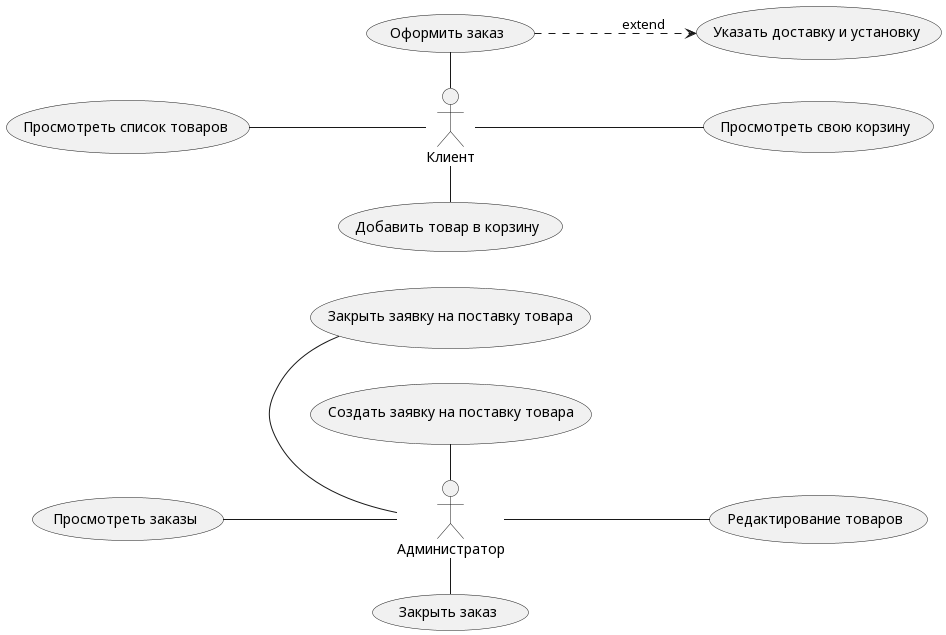 Оформить заказ
extend
Указать доставку и установку
Просмотреть список товаров
Просмотреть свою корзину
Клиент
Добавить товар в корзину
Закрыть заявку на поставку товара
Создать заявку на поставку товара
Просмотреть заказы
Редактирование товаров
Администратор
Закрыть заказ